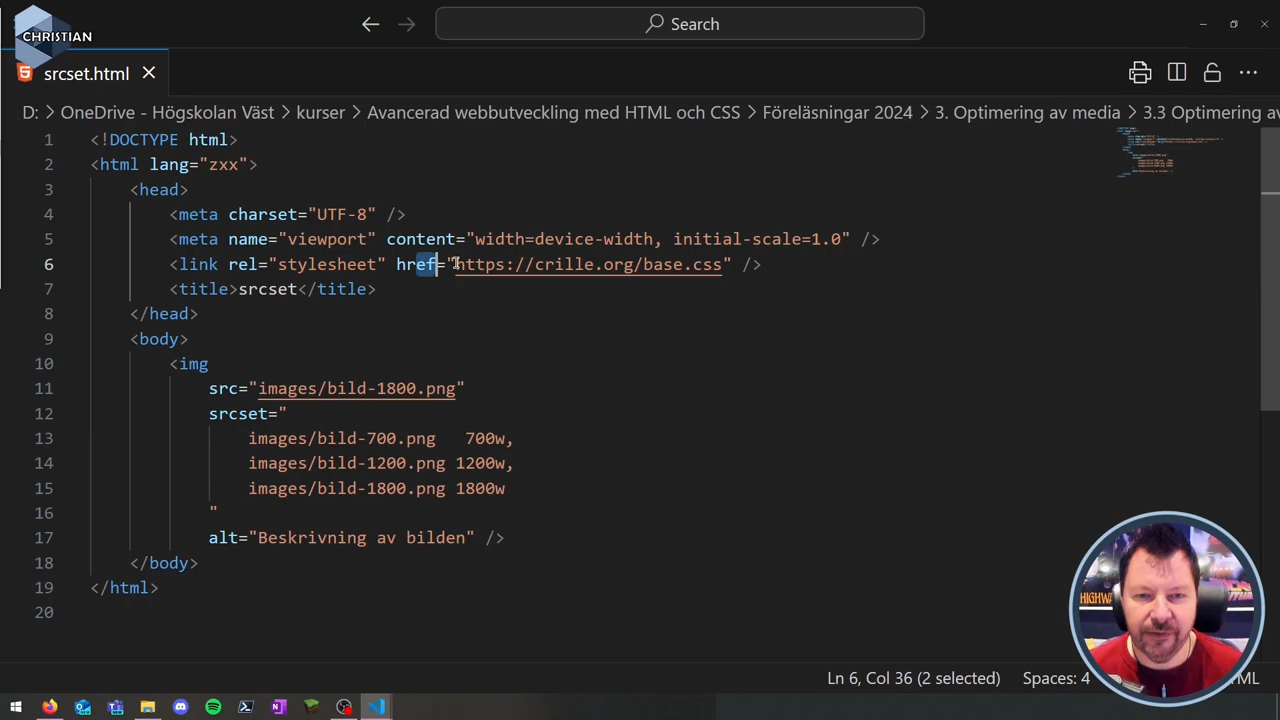 CHRISTIAN
Search
srcset.html
D: > OneDrive - Högskolan Väst > kurser > Avancerad webbutveckling med HTML och CSS > Föreläsningar 2024 > 3. Optimering av media > 3.3 Optimering av
1 <!DOCTYPE html>
2 <html lang="zxx">
3 <head>
4 <meta charset="UTF-8" />
5 <meta name="viewport" content="width=device-width, initial-scale=1.0" />
6 <link rel="stylesheet" href="https://crille.org/base.css" />
7 <title>srcset</title>
8 </head>
9 <body>
10 <img
11 src="images/bild-1800.png"
12 srcset="
13 images/bild-700.png 700w,
14 images/bild-1200.png 1200w,
15 images/bild-1800.png 1800w
16 "
17 alt="Beskrivning av bilden" />
18 </body>
19 </html>
20
HIGHWAY
Ln 6, Col 36 (2 selected) Spaces: 4